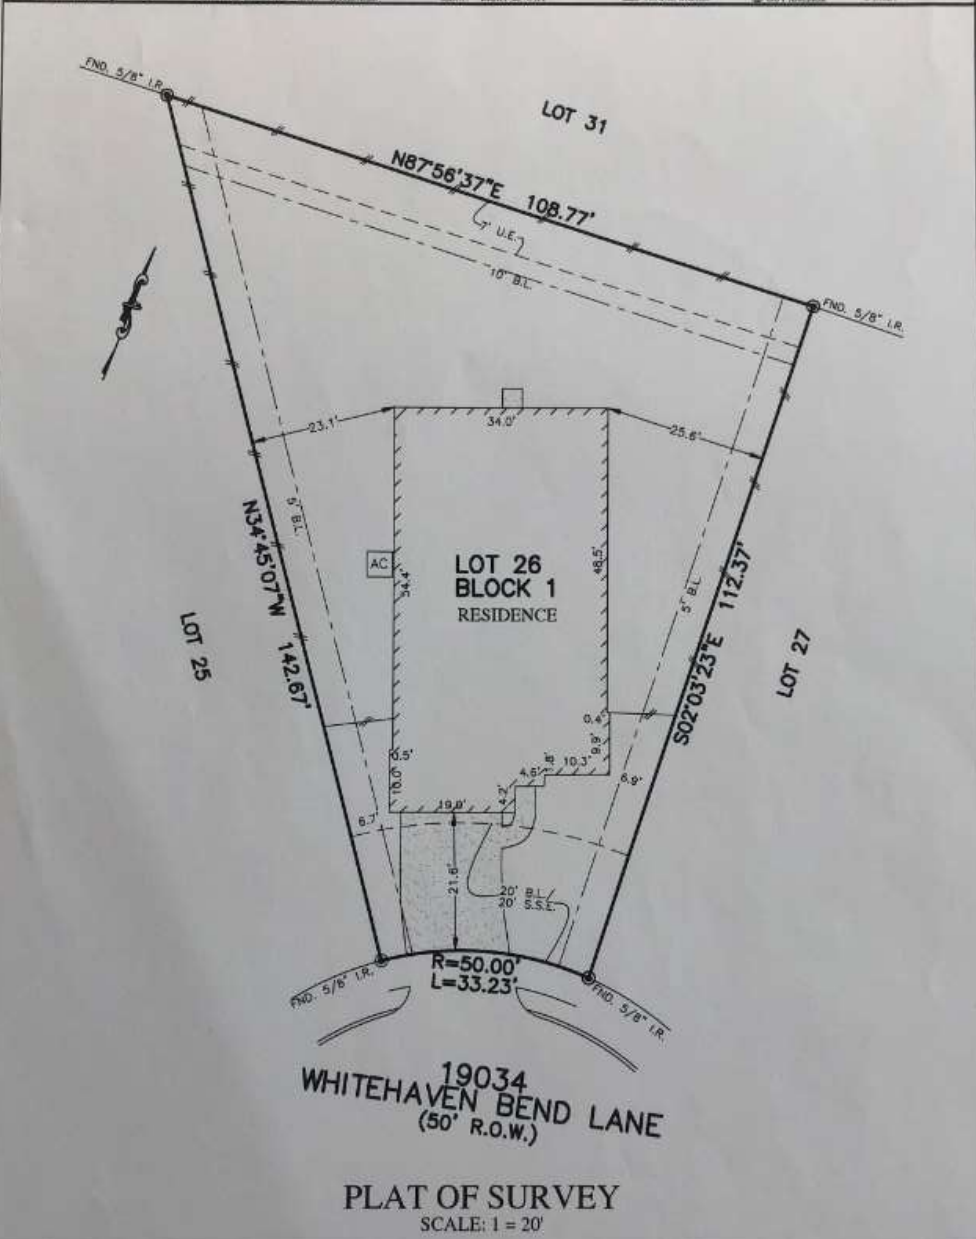 FND. 5/8" I.R.
LOT 31
N87°56'37"E 108.77'
7' U.E.
10' B.L.
FND. 5/8" I.R.
23.1'
34.0'
25.6'
N34°45'07"W 142.67'
5' B.L.
AC
54.4'
LOT 26
BLOCK 1
RESIDENCE
48.5'
5' B.L.
S02°03'23"E 112.37'
LOT 25
LOT 27
0.4'
9.9'
0.5'
10.3'
1.8'
4.6'
16.0'
4.2'
19.9'
6.9'
6.7'
21.6'
20' B.L./
20' S.S.E.
R=50.00'
L=33.23'
FND. 5/8" I.R.
FND. 5/8" I.R.
19034
WHITEHAVEN BEND LANE
(50' R.O.W.)
PLAT OF SURVEY
SCALE: 1 = 20'